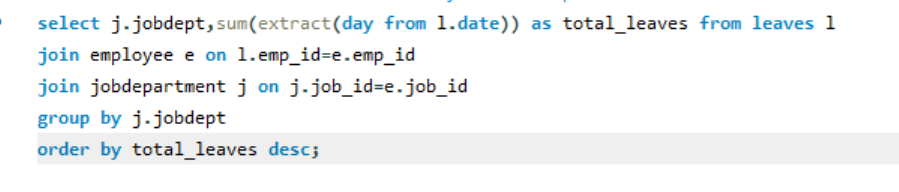 select j.jobdept,sum(extract(day from l.date)) as total_leaves from leaves l
join employee e on l.emp_id=e.emp_id
join jobdepartment j on j.job_id=e.job_id
group by j.jobdept
order by total_leaves desc;